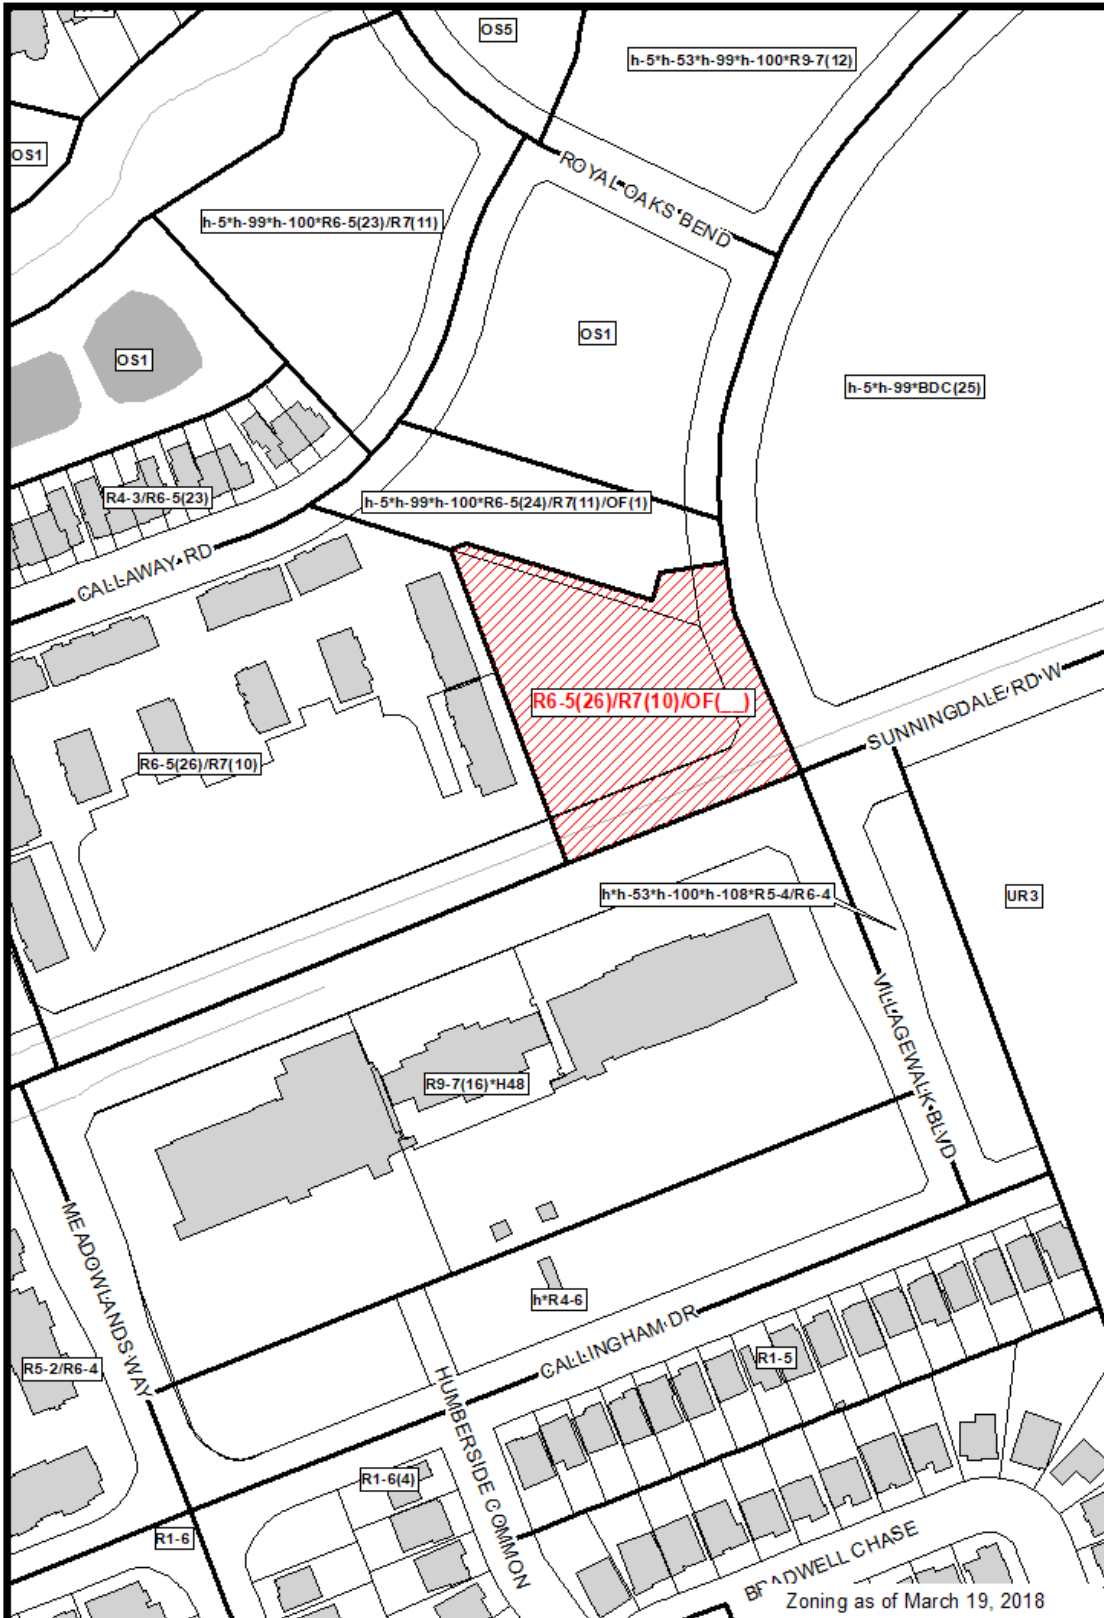 OS5
h-5*h-53*h-99*h-100*R9-7(12)
OS1
ROYAL OAKS BEND
h-5*h-99*h-100*R6-5(23)/R7(11)
OS1
OS1
h-5*h-99*BDC(25)
R4-3/R6-5(23)
h-5*h-99*h-100*R6-5(24)/R7(11)/OF(1)
CALLAWAY RD
R6-5(26)/R7(10)/OF(__)
SUNNINGDALE RD W
R6-5(26)/R7(10)
h*h-53*h-100*h-108*R5-4/R6-4
UR3
VILLAGEWALK BLVD
R9-7(16)*H48
MEADOWLANDS WAY
h*R4-6
CALLINGHAM DR
R1-5
R5-2/R6-4
HUMBERSIDE COMMON
R1-6(4)
R1-6
BRADWELL CHASE
Zoning as of March 19, 2018